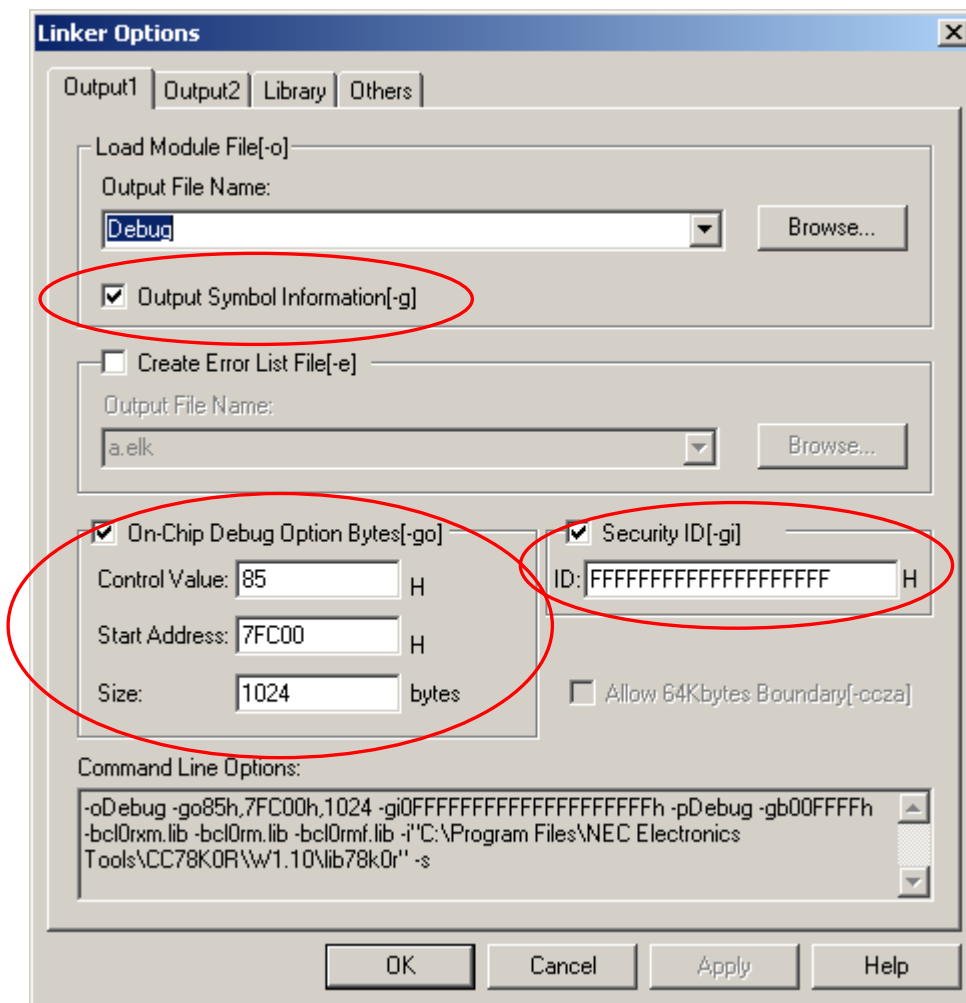 Linker Options
Output1 Output2 Library Others
Load Module File[-o]
Output File Name:
Debug
Browse...
Output Symbol Information[-g]
Create Error List File[-e]
Output File Name:
a.elk
Browse...
On-Chip Debug Option Bytes[-go]
Control Value: 85 H
Start Address: 7FC00 H
Size: 1024 bytes
Security ID[-gi]
ID: FFFFFFFFFFFFFFFFFFFF H
Allow 64Kbytes Boundary[-ccza]
Command Line Options:
-oDebug -go85h,7FC00h,1024 -gi0FFFFFFFFFFFFFFFFFFFFh -pDebug -gb00FFFFh
-bcl0rxm.lib -bcl0rm.lib -bcl0rmf.lib -i"C:\Program Files\NEC Electronics
Tools\CC78K0R\W1.10\lib78k0r" -s
OK Cancel Apply Help